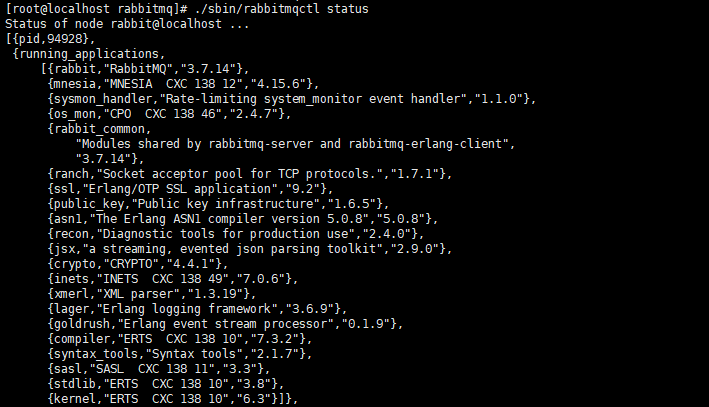 [root@localhost rabbitmq]# ./sbin/rabbitmqctl status
Status of node rabbit@localhost ...
[{pid,94928},
 {running_applications,
     [{rabbit,"RabbitMQ","3.7.14"},
      {mnesia,"MNESIA  CXC 138 12","4.15.6"},
      {sysmon_handler,"Rate-limiting system_monitor event handler","1.1.0"},
      {os_mon,"CPO  CXC 138 46","2.4.7"},
      {rabbit_common,
          "Modules shared by rabbitmq-server and rabbitmq-erlang-client",
          "3.7.14"},
      {ranch,"Socket acceptor pool for TCP protocols.","1.7.1"},
      {ssl,"Erlang/OTP SSL application","9.2"},
      {public_key,"Public key infrastructure","1.6.5"},
      {asn1,"The Erlang ASN1 compiler version 5.0.8","5.0.8"},
      {recon,"Diagnostic tools for production use","2.4.0"},
      {jsx,"a streaming, evented json parsing toolkit","2.9.0"},
      {crypto,"CRYPTO","4.4.1"},
      {inets,"INETS  CXC 138 49","7.0.6"},
      {xmerl,"XML parser","1.3.19"},
      {lager,"Erlang logging framework","3.6.9"},
      {goldrush,"Erlang event stream processor","0.1.9"},
      {compiler,"ERTS  CXC 138 10","7.3.2"},
      {syntax_tools,"Syntax tools","2.1.7"},
      {sasl,"SASL  CXC 138 11","3.3"},
      {stdlib,"ERTS  CXC 138 10","3.8"},
      {kernel,"ERTS  CXC 138 10","6.3"}]},